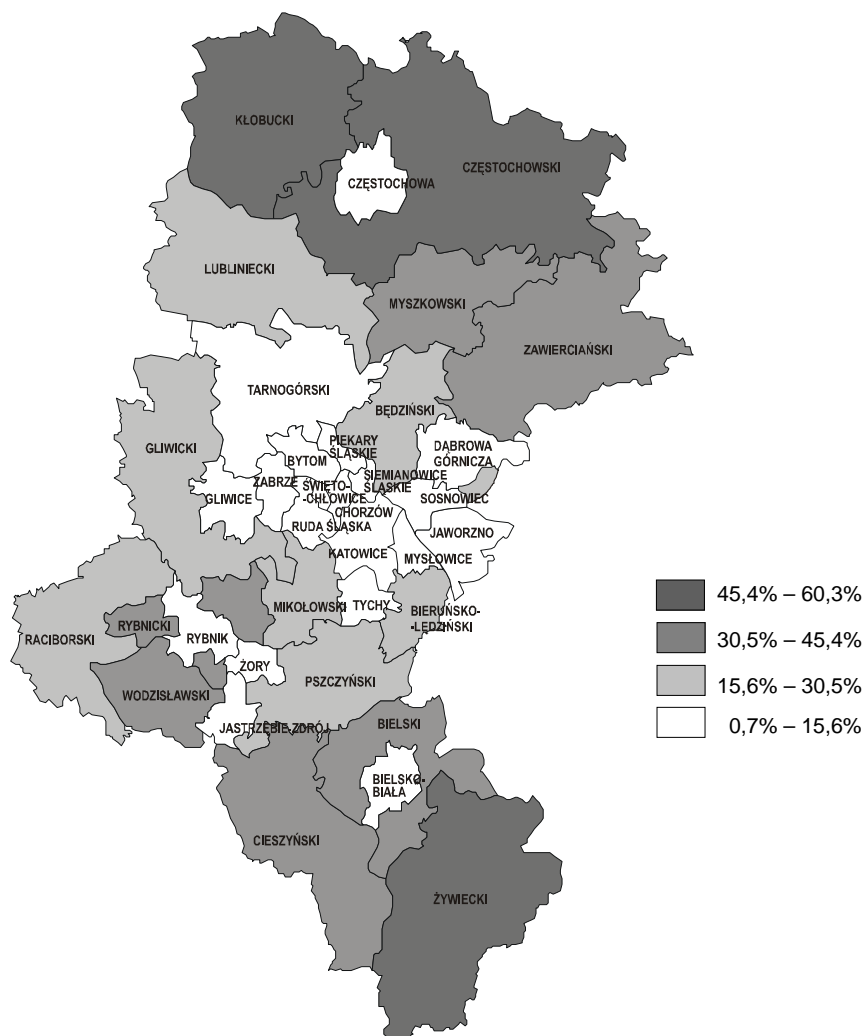 KŁOBUCKI
CZĘSTOCHOWSKI
CZĘSTOCHOWA
LUBLINIECKI
MYSZKOWSKI
ZAWIERCIAŃSKI
TARNOGÓRSKI
BĘDZIŃSKI
GLIWICKI
PIEKARY
ŚLĄSKIE
DĄBROWA
GÓRNICZA
BYTOM
SIEMIANOWICE
ŚLĄSKIE
ZABRZE
ŚWIĘTO-
-CHŁOWICE
GLIWICE
SOSNOWIEC
CHORZÓW
RUDA ŚLĄSKA
JAWORZNO
KATOWICE
MYSŁOWICE
MIKOŁOWSKI
TYCHY
BIERUŃSKO-
-LĘDZIŃSKI
RYBNICKI
RYBNIK
RACIBORSKI
ŻORY
PSZCZYŃSKI
WODZISŁAWSKI
JASTRZĘBIE-ZDRÓJ
BIELSKI
BIELSKO-
BIAŁA
CIESZYŃSKI
ŻYWIECKI
45,4% – 60,3%
30,5% – 45,4%
15,6% – 30,5%
0,7% – 15,6%